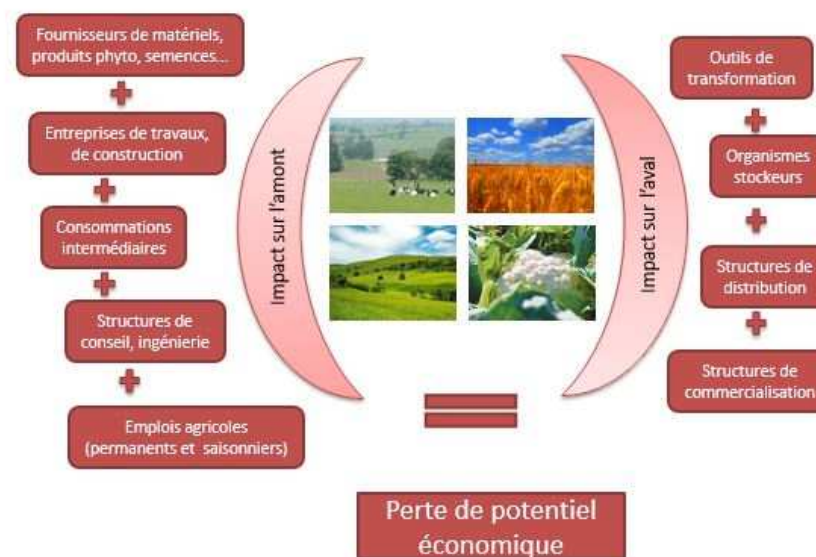 Fournisseurs de matériels,
produits phyto, semences...
+
Entreprises de travaux,
de construction
+
Consommations
intermédiaires
+
Structures de
conseil, ingénierie
+
Emplois agricoles
(permanents et saisonniers)
Impact sur l'amont
Impact sur l'aval
Outils de
transformation
+
Organismes
stockeurs
+
Structures de
distribution
+
Structures de
commercialisation
=
Perte de potentiel
économique